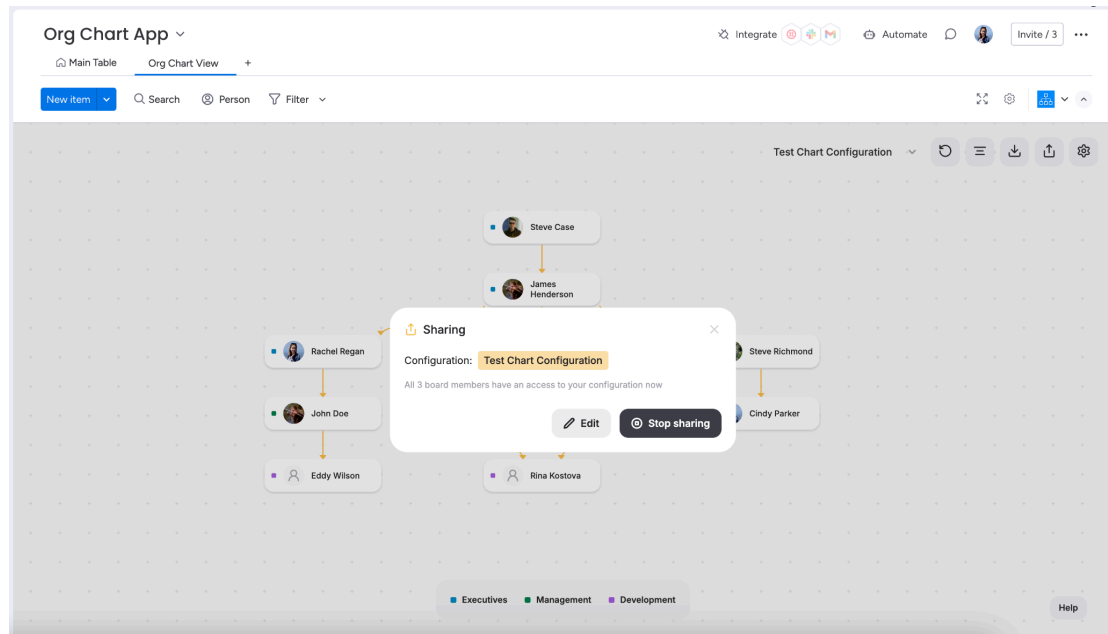 Org Chart App
Integrate
Automate
Invite / 3
Main Table
Org Chart View
+
New item
Search
Person
Filter
Test Chart Configuration
Steve Case
James
Henderson
Sharing
Rachel Regan
Steve Richmond
Configuration: Test Chart Configuration
All 3 board members have an access to your configuration now
John Doe
Edit
Stop sharing
Cindy Parker
Eddy Wilson
Rina Kostova
Executives
Management
Development
Help